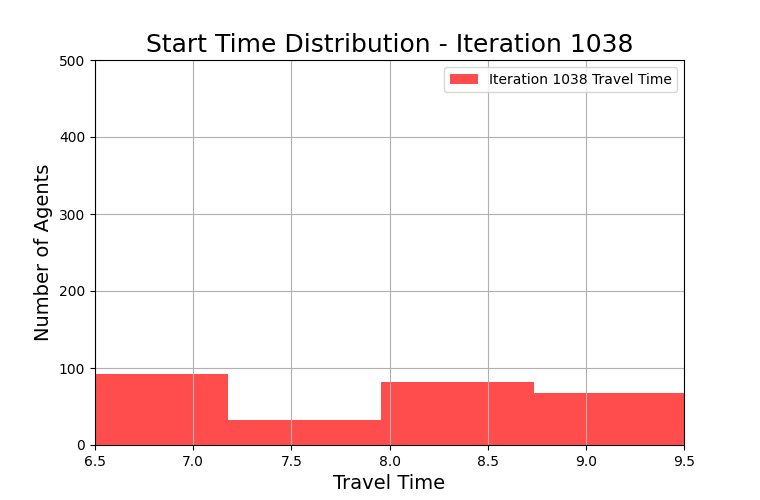 Start Time Distribution - Iteration 1038
Iteration 1038 Travel Time
Number of Agents
500
400
300
200
100
0
6.5 7.0 7.5 8.0 8.5 9.0 9.5
Travel Time